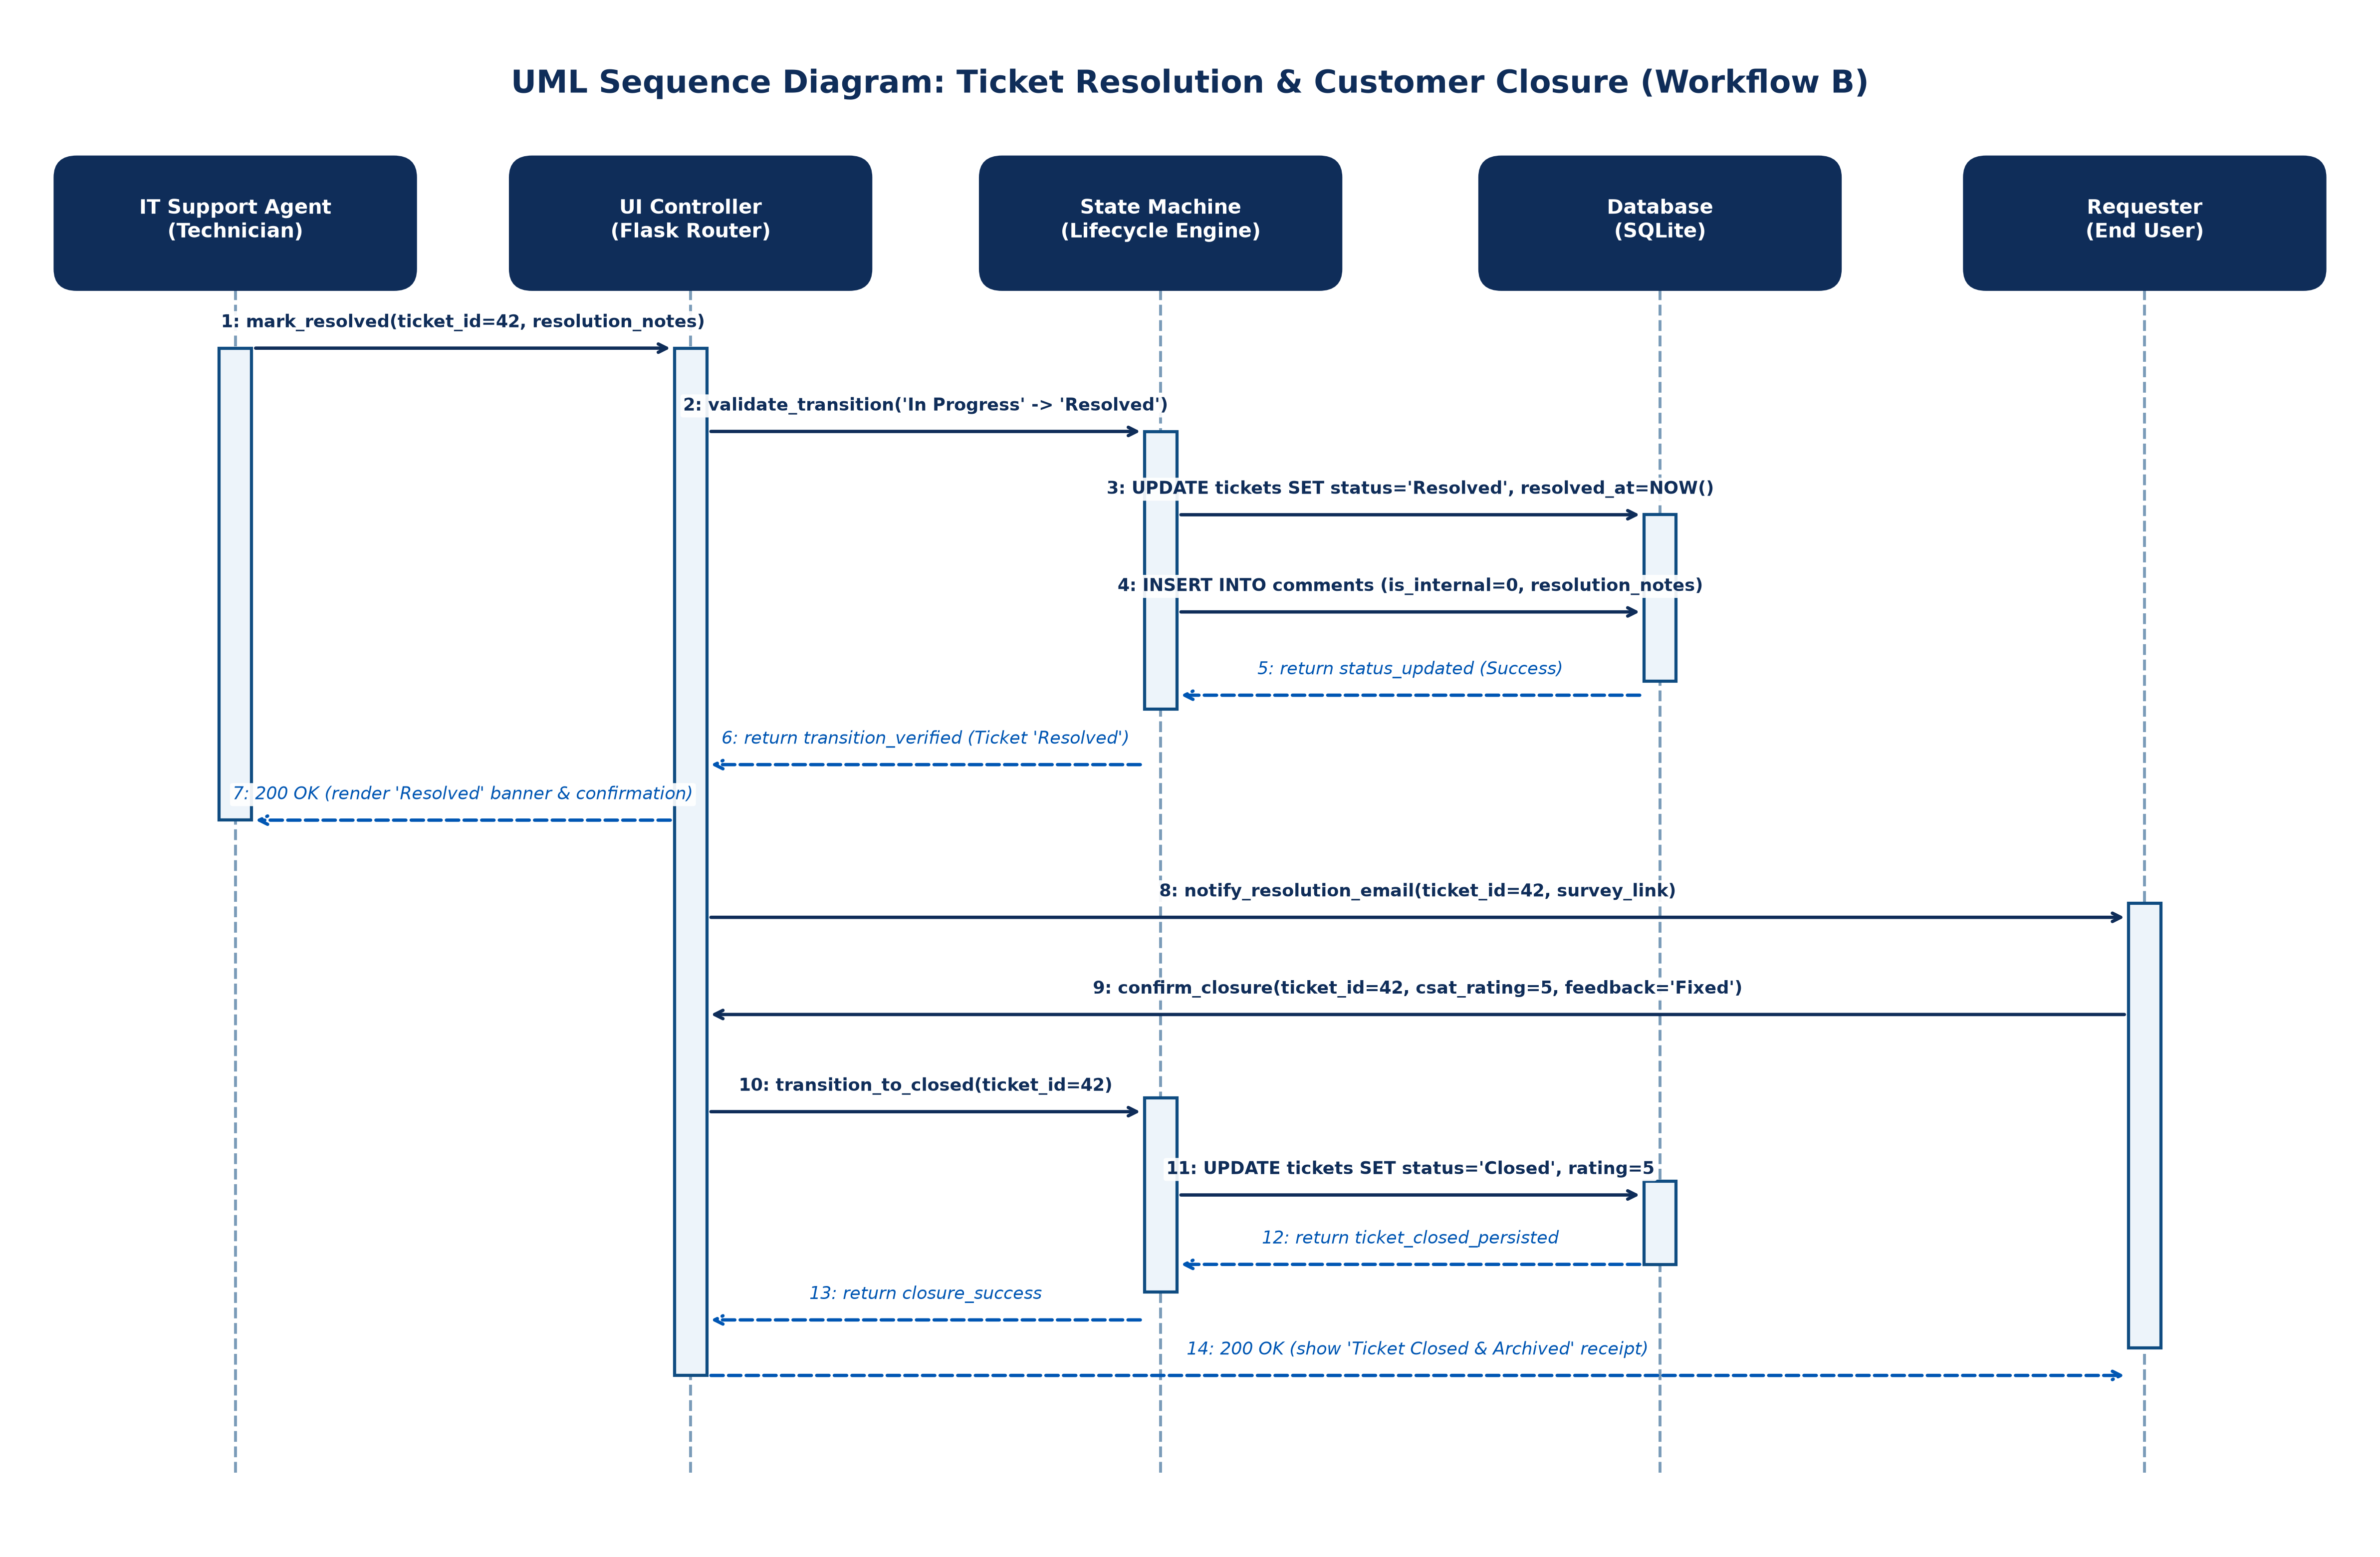 UML Sequence Diagram: Ticket Resolution & Customer Closure (Workflow B)
IT Support Agent
(Technician)
UI Controller
(Flask Router)
State Machine
(Lifecycle Engine)
Database
(SQLite)
Requester
(End User)
1: mark_resolved(ticket_id=42, resolution_notes)
2: validate_transition('In Progress' -> 'Resolved')
3: UPDATE tickets SET status='Resolved', resolved_at=NOW()
4: INSERT INTO comments (is_internal=0, resolution_notes)
5: return status_updated (Success)
6: return transition_verified (Ticket 'Resolved')
7: 200 OK (render 'Resolved' banner & confirmation)
8: notify_resolution_email(ticket_id=42, survey_link)
9: confirm_closure(ticket_id=42, csat_rating=5, feedback='Fixed')
10: transition_to_closed(ticket_id=42)
11: UPDATE tickets SET status='Closed', rating=5
12: return ticket_closed_persisted
13: return closure_success
14: 200 OK (show 'Ticket Closed & Archived' receipt)